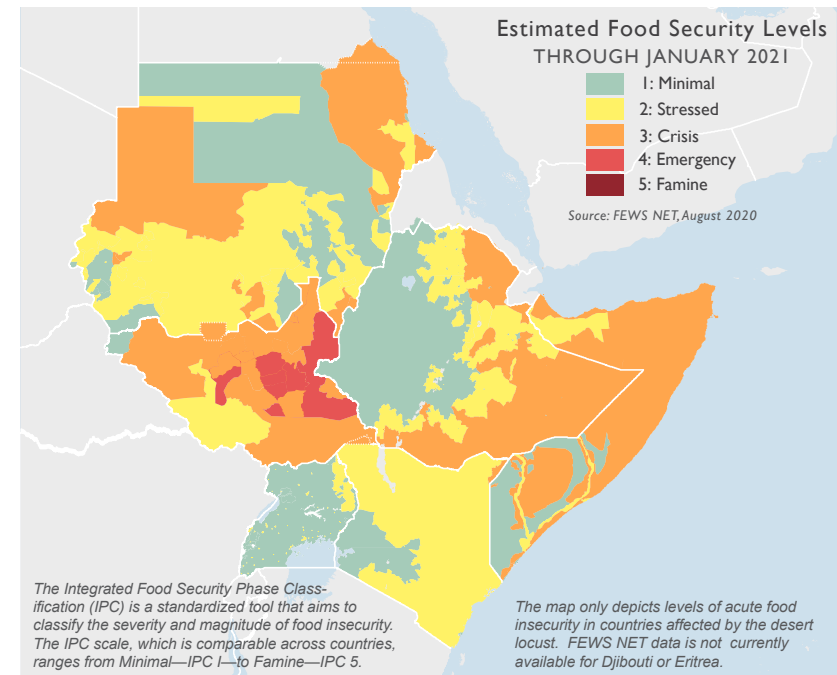 Estimated Food Security Levels
THROUGH JANUARY 2021
1: Minimal
2: Stressed
3: Crisis
4: Emergency
5: Famine
Source: FEWS NET, August 2020
The Integrated Food Security Phase Class-
ification (IPC) is a standardized tool that aims to
classify the severity and magnitude of food insecurity.
The IPC scale, which is comparable across countries,
ranges from Minimal—IPC I—to Famine—IPC 5.
The map only depicts levels of acute food
insecurity in countries affected by the desert
locust. FEWS NET data is not currently
available for Djibouti or Eritrea.